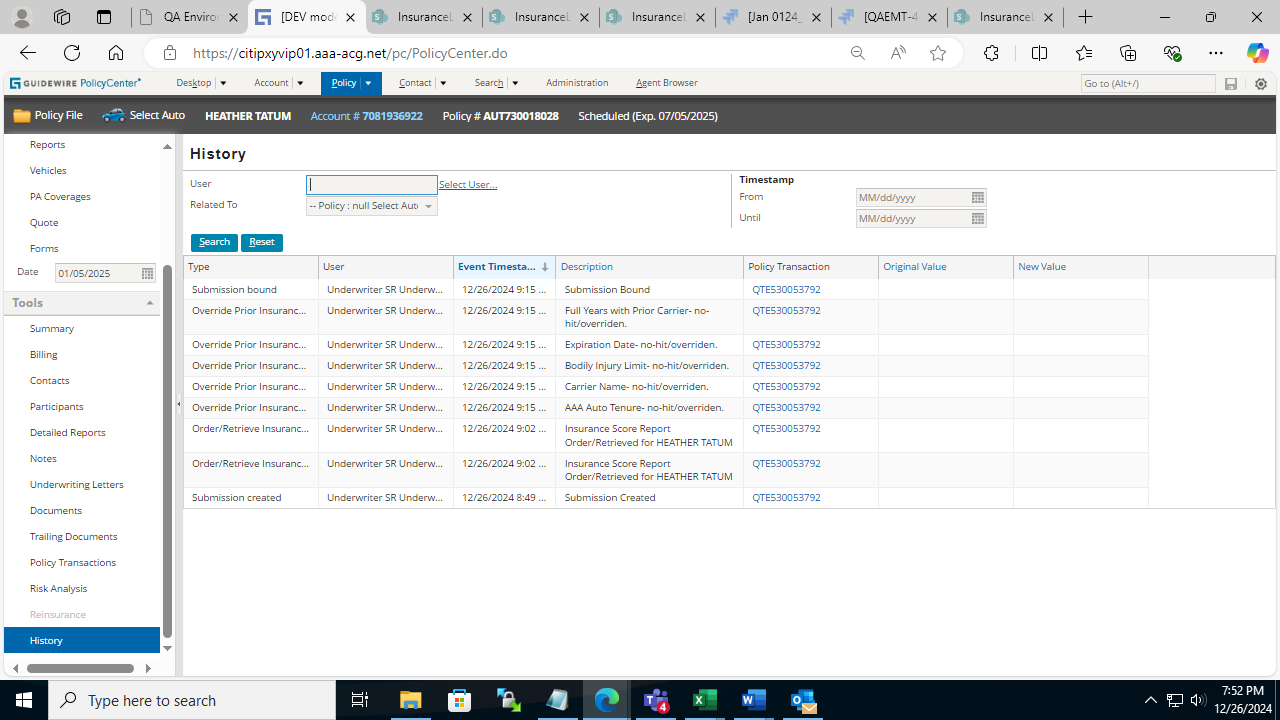 QA Environ
[DEV mode
InsuranceL
InsuranceL
InsuranceL
[Jan 0124_
[QAEMT-4
InsuranceL
https://citipxyvip01.aaa-acg.net/pc/PolicyCenter.do
GUIDEWIRE PolicyCenter
Desktop
Account
Policy
Contact
Search
Administration
Agent Browser
Go to (Alt+/)
Policy File
Select Auto
HEATHER TATUM
Account # 7081936922
Policy # AUT730018028
Scheduled (Exp. 07/05/2025)
Reports
Vehicles
PA Coverages
Quote
Forms
Date 01/05/2025
Tools
Summary
Billing
Contacts
Participants
Detailed Reports
Notes
Underwriting Letters
Documents
Trailing Documents
Policy Transactions
Risk Analysis
Reinsurance
History
History
User Select User...
Related To -- Policy : null Select Aut
Timestamp
From MM/dd/yyyy
Until MM/dd/yyyy
Search Reset
Type User Event Timesta... Description Policy Transaction Original Value New Value
Submission bound Underwriter SR Underw... 12/26/2024 9:15 ... Submission Bound QTE530053792
Override Prior Insuranc... Underwriter SR Underw... 12/26/2024 9:15 ... Full Years with Prior Carrier- no- QTE530053792
hit/overriden.
Override Prior Insuranc... Underwriter SR Underw... 12/26/2024 9:15 ... Expiration Date- no-hit/overriden. QTE530053792
Override Prior Insuranc... Underwriter SR Underw... 12/26/2024 9:15 ... Bodily Injury Limit- no-hit/overriden. QTE530053792
Override Prior Insuranc... Underwriter SR Underw... 12/26/2024 9:15 ... Carrier Name- no-hit/overriden. QTE530053792
Override Prior Insuranc... Underwriter SR Underw... 12/26/2024 9:15 ... AAA Auto Tenure- no-hit/overriden. QTE530053792
Order/Retrieve Insuranc... Underwriter SR Underw... 12/26/2024 9:02 ... Insurance Score Report QTE530053792
Order/Retrieved for HEATHER TATUM
Order/Retrieve Insuranc... Underwriter SR Underw... 12/26/2024 9:02 ... Insurance Score Report QTE530053792
Order/Retrieved for HEATHER TATUM
Submission created Underwriter SR Underw... 12/26/2024 8:49 ... Submission Created QTE530053792
Type here to search
4
7:52 PM
12/26/2024